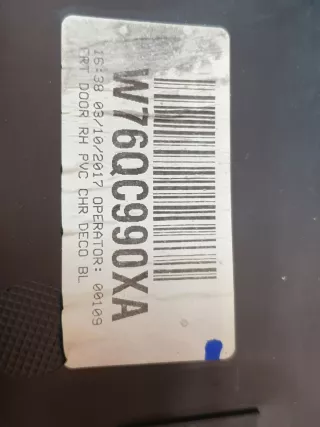 W76QC990XA
16:38 03/10/2017 OPERATOR: 00109
FRT DOOR RH PVC CHR DECO BL